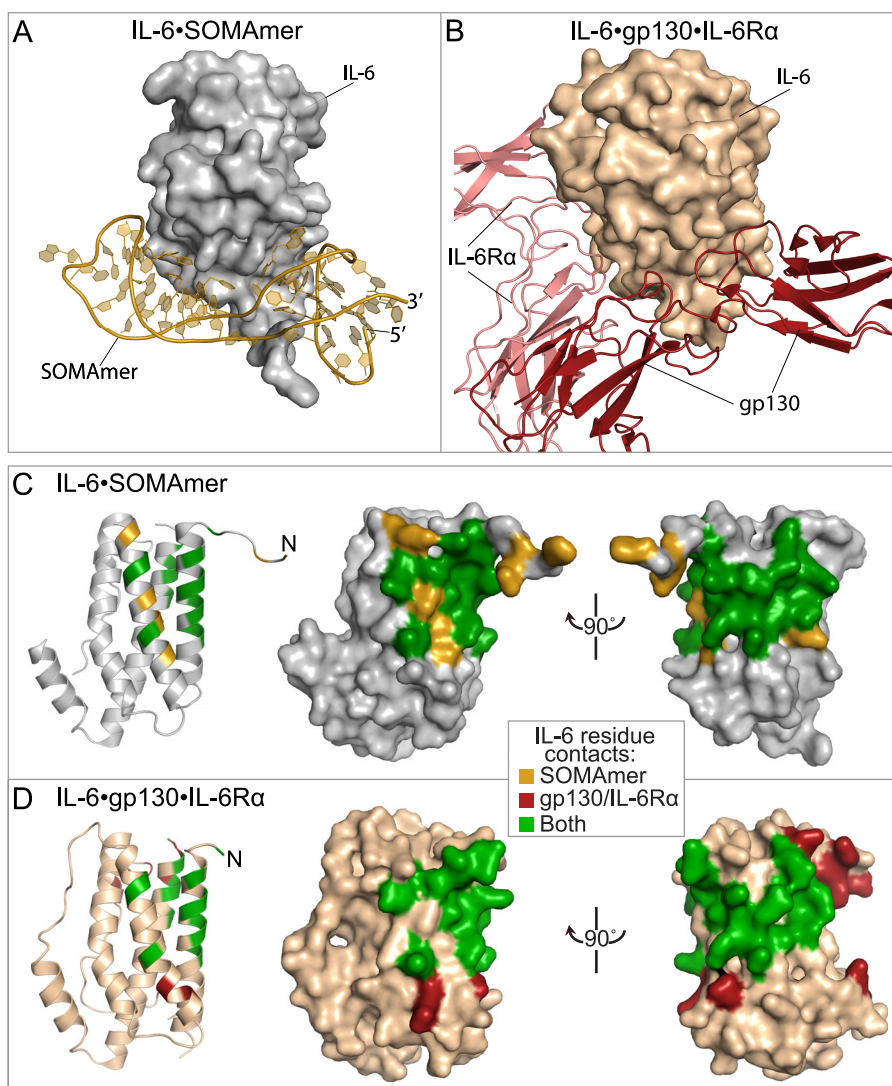 A
IL-6•SOMAmer
IL-6
3′
5′
SOMAmer
B
IL-6•gp130•IL-6Rα
IL-6
IL-6Rα
gp130
C IL-6•SOMAmer
N
90°
IL-6 residue
contacts:
SOMAmer
gp130/IL-6Rα
Both
D IL-6•gp130•IL-6Rα
N
90°